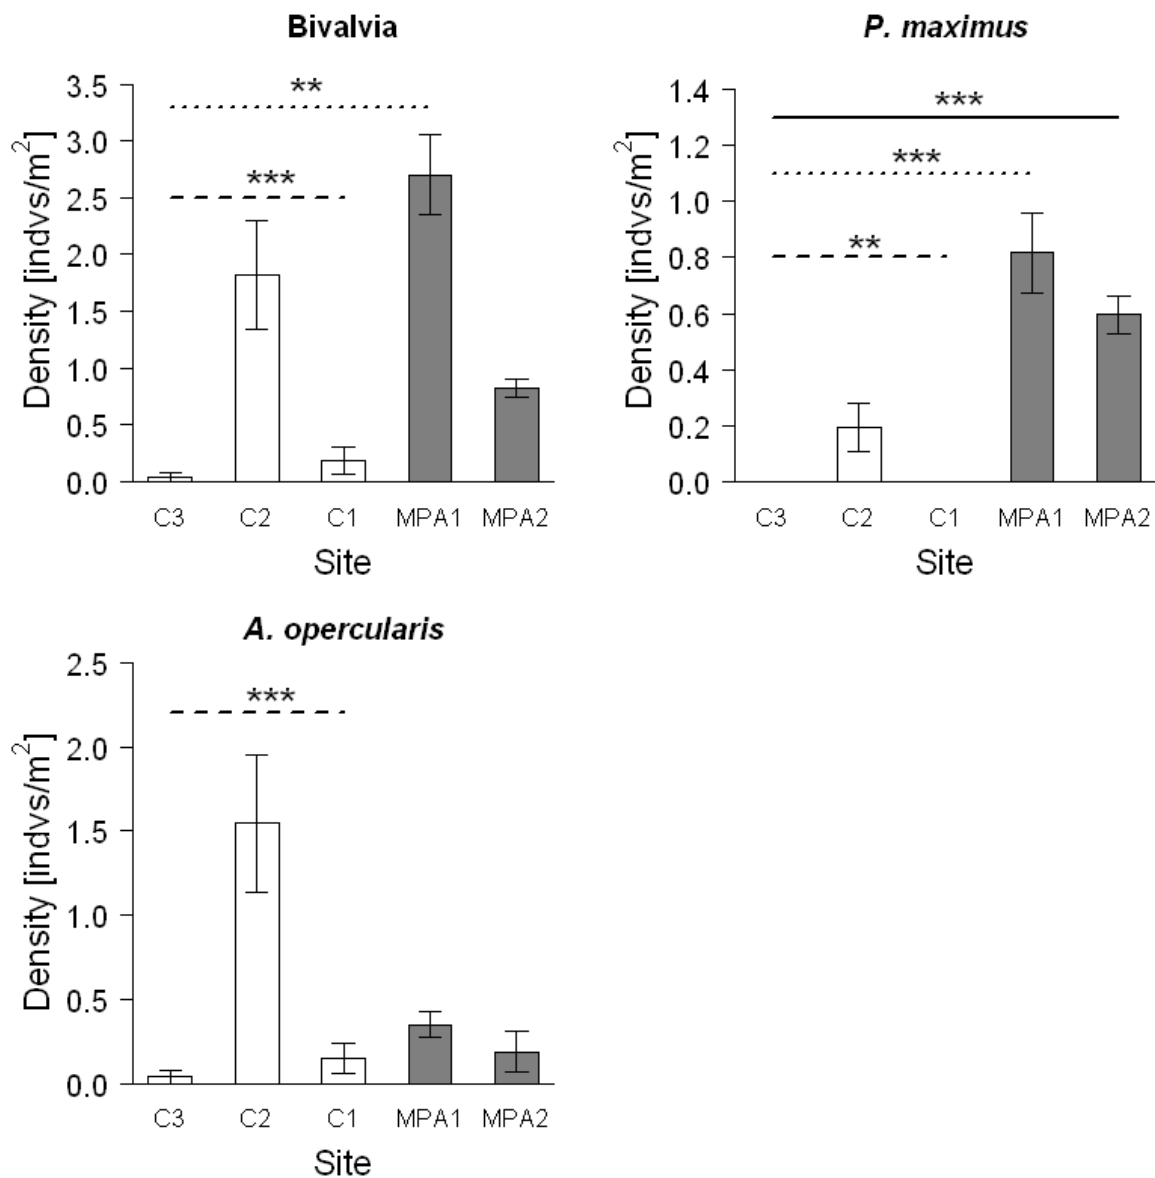 Bivalvia
Density [indvs/m²]
3.5
3.0
2.5
2.0
1.5
1.0
0.5
0.0
**
***
C3 C2 C1 MPA1 MPA2
Site
P. maximus
Density [indvs/m²]
1.4
1.2
1.0
0.8
0.6
0.4
0.2
0.0
***
***
**
C3 C2 C1 MPA1 MPA2
Site
A. opercularis
Density [indvs/m²]
2.5
2.0
1.5
1.0
0.5
0.0
***
C3 C2 C1 MPA1 MPA2
Site